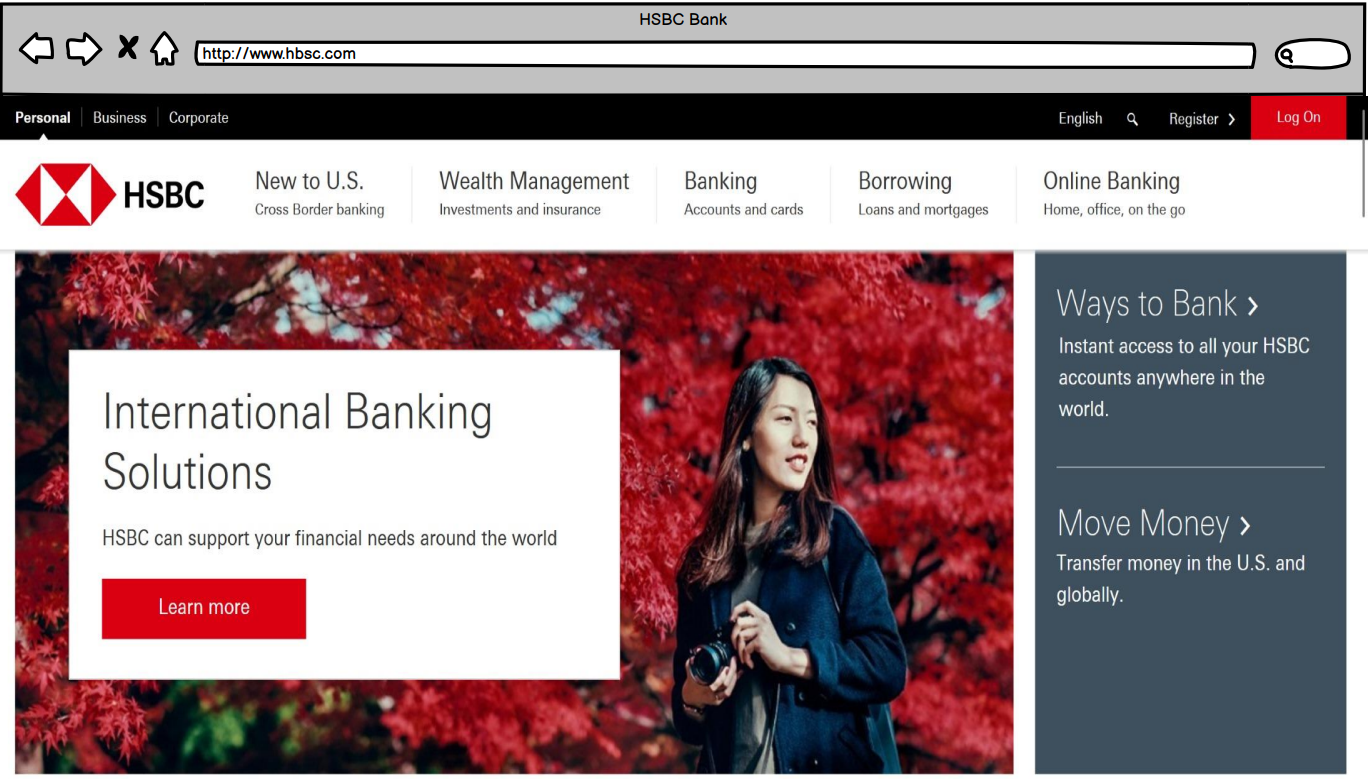 HSBC Bank
http://www.hbsc.com
Personal Business Corporate English Register Log On
HSBC
New to U.S.
Cross Border banking
Wealth Management
Investments and insurance
Banking
Accounts and cards
Borrowing
Loans and mortgages
Online Banking
Home, office, on the go
International Banking
Solutions
HSBC can support your financial needs around the world
Learn more
Ways to Bank
Instant access to all your HSBC
accounts anywhere in the
world.
Move Money
Transfer money in the U.S. and
globally.